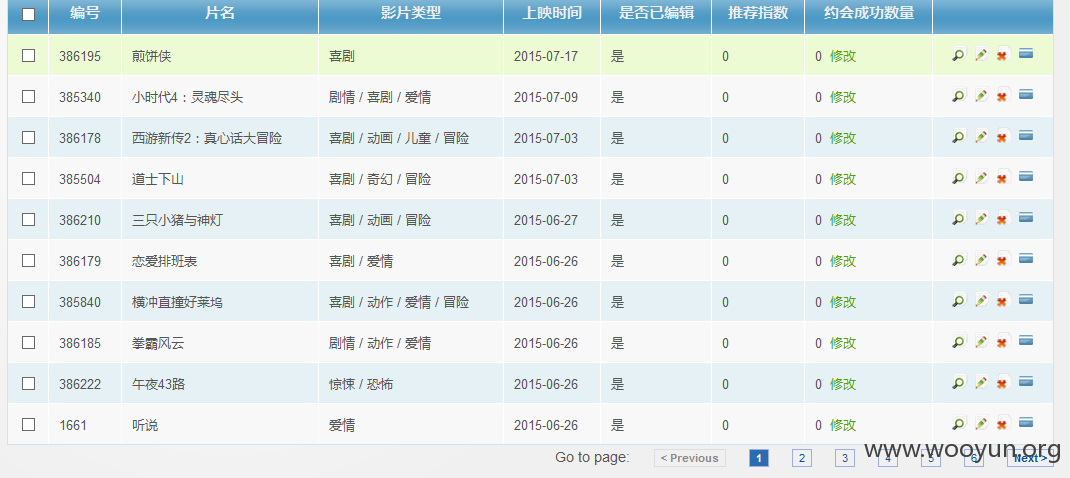 编号 片名 影片类型 上映时间 是否已编辑 推荐指数 约会成功数量
386195 煎饼侠 喜剧 2015-07-17 是 0 0 修改
385340 小时代4：灵魂尽头 剧情 / 喜剧 / 爱情 2015-07-09 是 0 0 修改
386178 西游新传2：真心话大冒险 喜剧 / 动画 / 儿童 / 冒险 2015-07-03 是 0 0 修改
385504 道士下山 喜剧 / 奇幻 / 冒险 2015-07-03 是 0 0 修改
386210 三只小猪与神灯 喜剧 / 动画 / 冒险 2015-06-27 是 0 0 修改
386179 恋爱排班表 喜剧 / 爱情 2015-06-26 是 0 0 修改
385840 横冲直撞好莱坞 喜剧 / 动作 / 爱情 / 冒险 2015-06-26 是 0 0 修改
386185 拳霸风云 剧情 / 动作 / 爱情 2015-06-26 是 0 0 修改
386222 午夜43路 惊悚 / 恐怖 2015-06-26 是 0 0 修改
1661 听说 爱情 2015-06-26 是 0 0 修改
Go to page: < Previous 1 2 3 4 5 6 Next >
www.wooyun.org